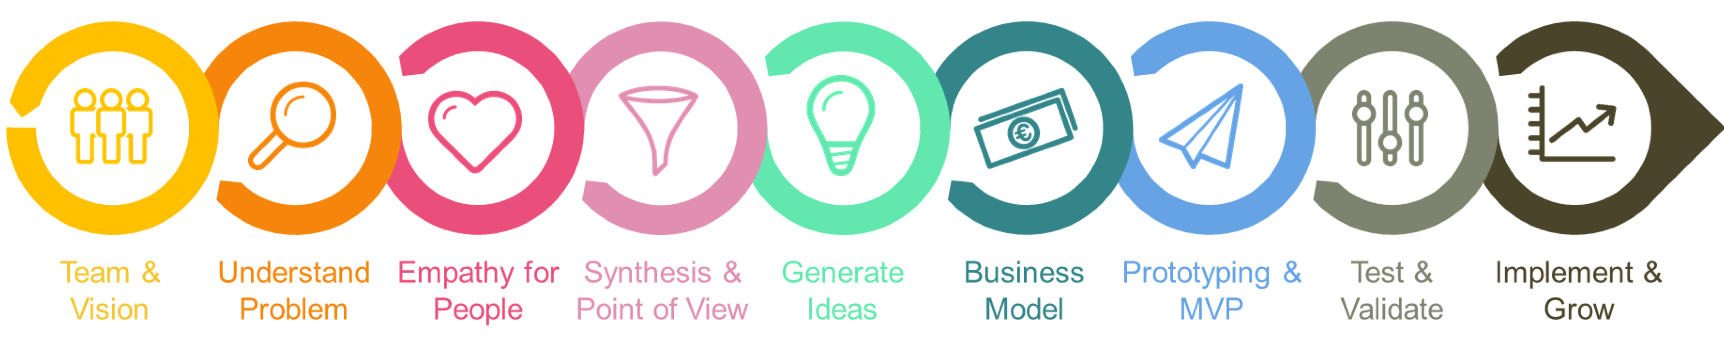 €
Team &
Vision
Understand
Problem
Empathy for
People
Synthesis &
Point of View
Generate
Ideas
Business
Model
Prototyping &
MVP
Test &
Validate
Implement &
Grow